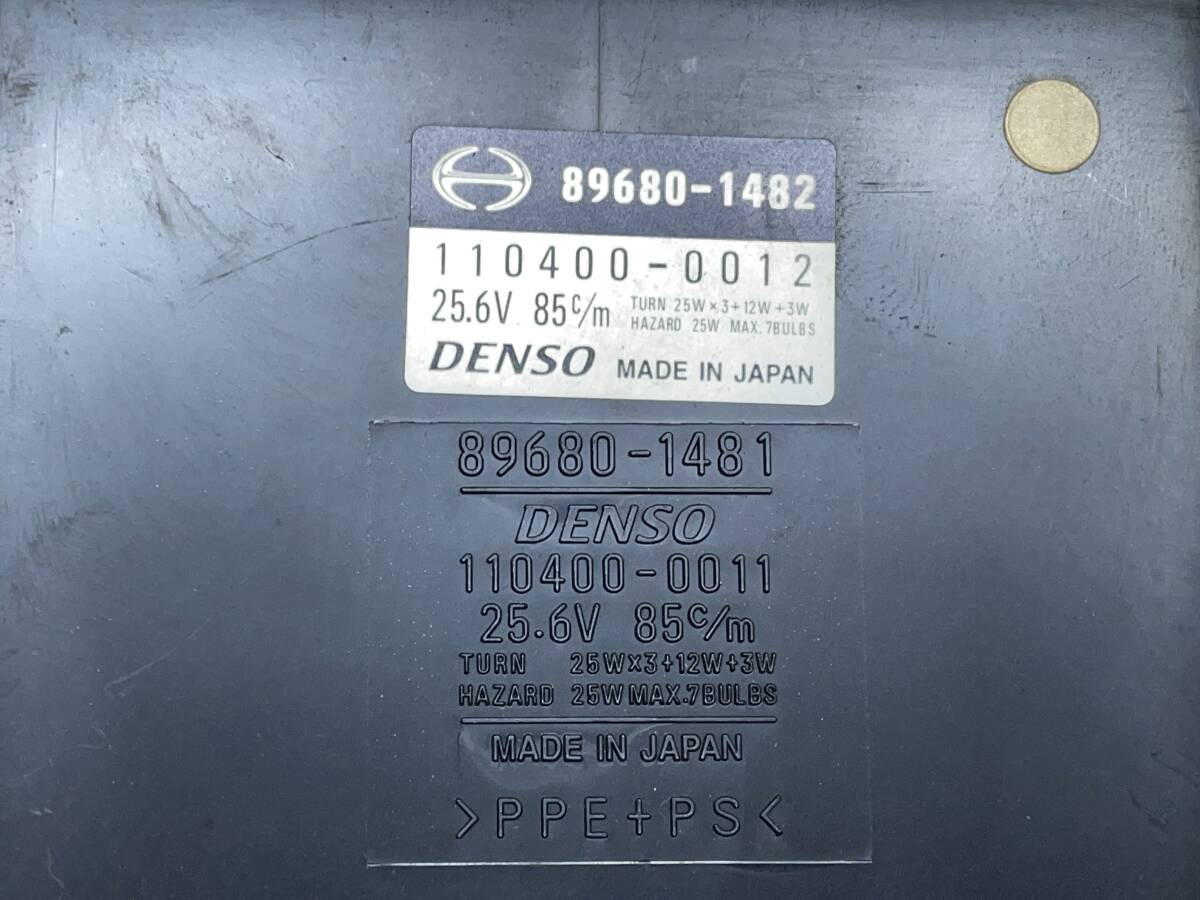 89680-1482
110400-0012
25.6V 85c/m TURN 25W×3+12W+3W
HAZARD 25W MAX.7BULBS
DENSO MADE IN JAPAN
89680-1481
DENSO
110400-0011
25.6V 85c/m
TURN 25W×3+12W+3W
HAZARD 25W MAX.7BULBS
MADE IN JAPAN
>PPE+PS<